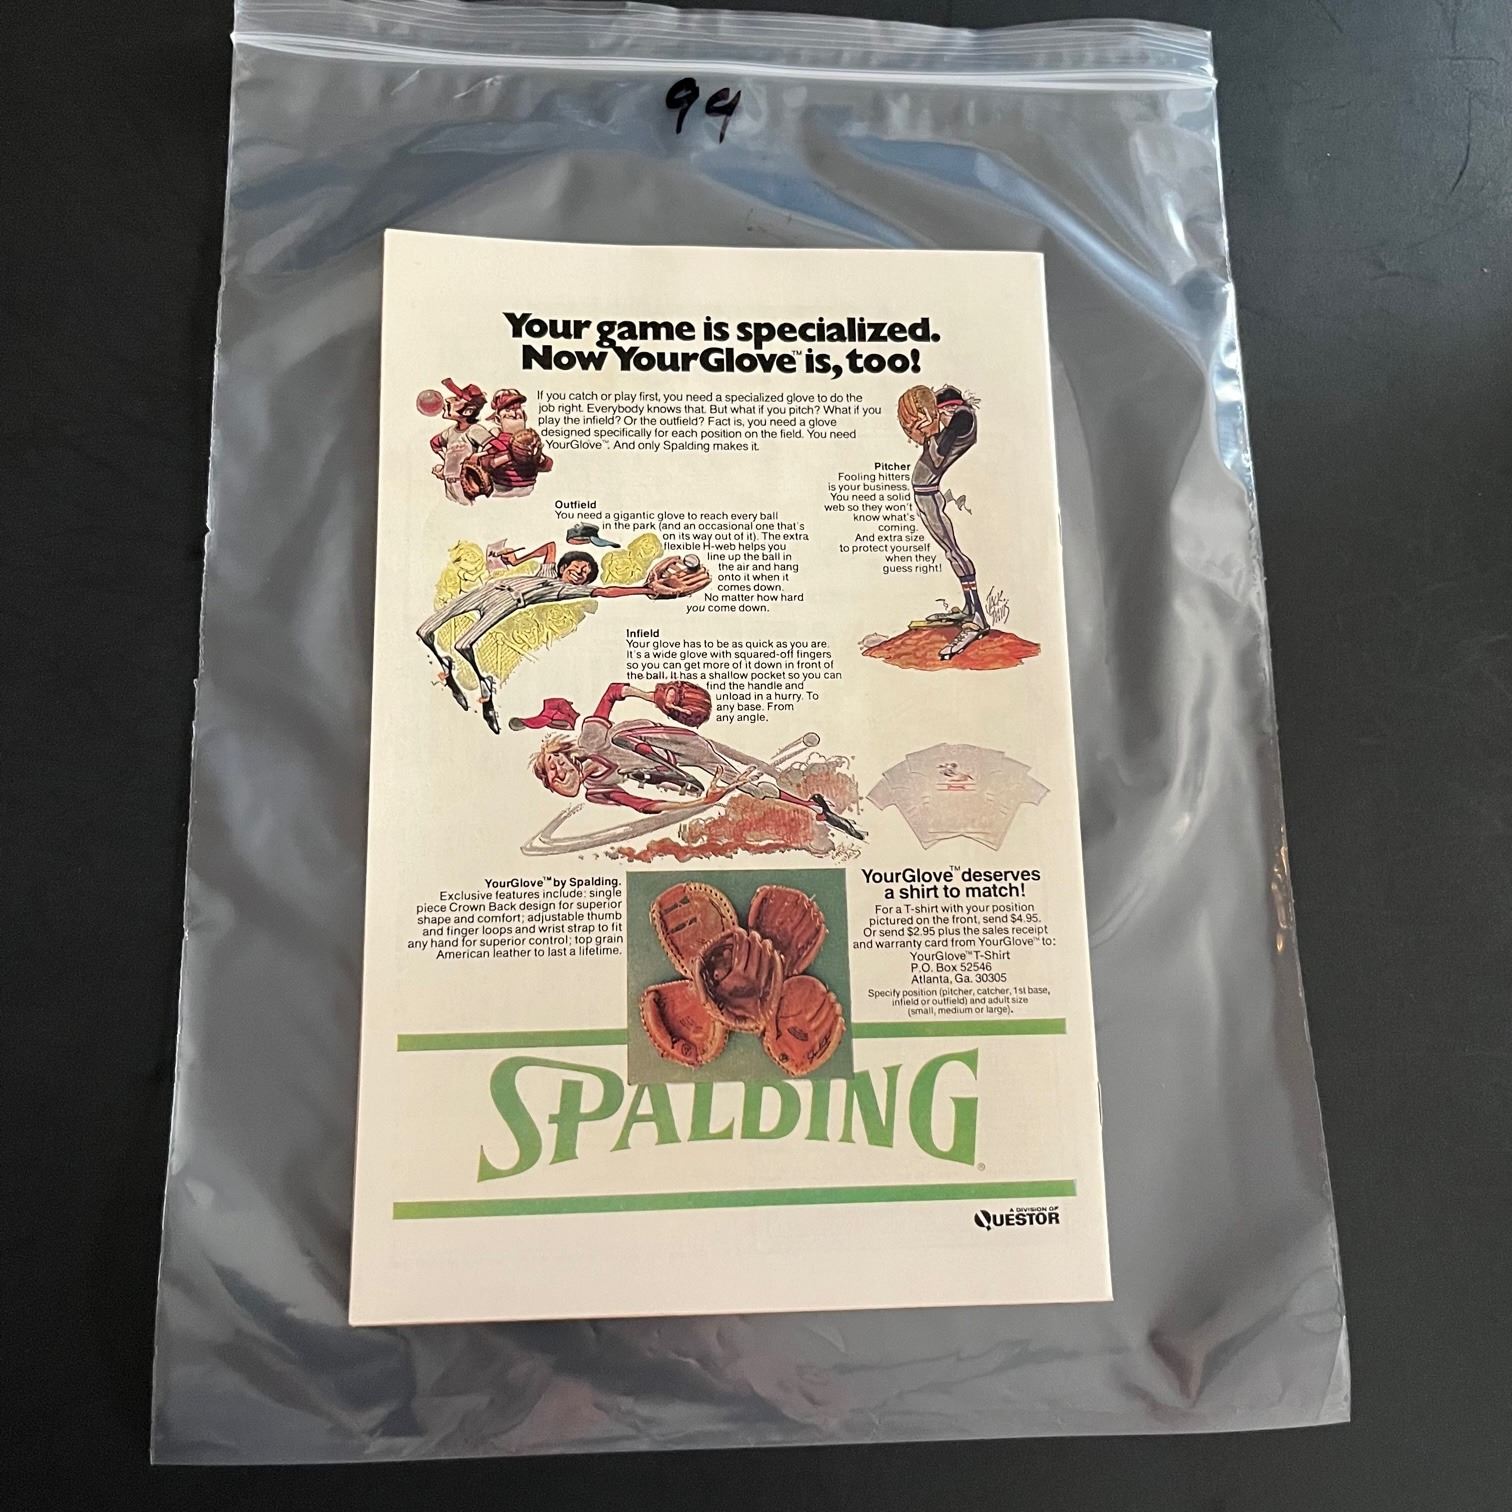 94
Your game is specialized.
Now YourGlove™ is, too!
If you catch or play first, you need a specialized glove to do the
job right. Everybody knows that. But what if you pitch? What if you
play the infield? Or the outfield? Fact is, you need a glove
designed specifically for each position on the field. You need
YourGlove™. And only Spalding makes it.
Pitcher
Fooling hitters
is your business.
You need a solid
web so they won't
know what's
coming.
And extra size
to protect yourself
when they
guess right!
Jack
Davis
Outfield
You need a gigantic glove to reach every ball
in the park (and an occasional one that's
on its way out of it). The extra
flexible H-web helps you
line up the ball in
the air and hang
onto it when it
comes down.
No matter how hard
you come down.
Infield
Your glove has to be as quick as you are.
It's a wide glove with squared-off fingers
so you can get more of it down in front of
the ball. It has a shallow pocket so you can
find the handle and
unload in a hurry. To
any base. From
any angle.
YourGlove™ by Spalding.
Exclusive features include: single
piece Crown Back design for superior
shape and comfort; adjustable thumb
and finger loops and wrist strap to fit
any hand for superior control; top grain
American leather to last a lifetime.
YourGlove™ deserves
a shirt to match!
For a T-shirt with your position
pictured on the front, send $4.95.
Or send $2.95 plus the sales receipt
and warranty card from YourGlove™ to:
YourGlove™ T-Shirt
P.O. Box 52546
Atlanta, Ga. 30305
Specify position (pitcher, catcher, 1st base,
infield or outfield) and adult size
(small, medium or large).
SPALDING®
A DIVISION OF
QUESTOR